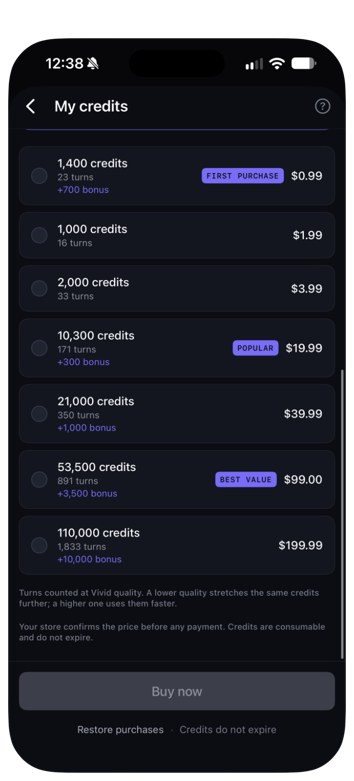 12:38
My credits
?
1,400 credits
23 turns
+700 bonus
FIRST PURCHASE
$0.99
1,000 credits
16 turns
$1.99
2,000 credits
33 turns
$3.99
10,300 credits
171 turns
+300 bonus
POPULAR
$19.99
21,000 credits
350 turns
+1,000 bonus
$39.99
53,500 credits
891 turns
+3,500 bonus
BEST VALUE
$99.00
110,000 credits
1,833 turns
+10,000 bonus
$199.99
Turns counted at Vivid quality. A lower quality stretches the same credits
further; a higher one uses them faster.
Your store confirms the price before any payment. Credits are consumable
and do not expire.
Buy now
Restore purchases · Credits do not expire